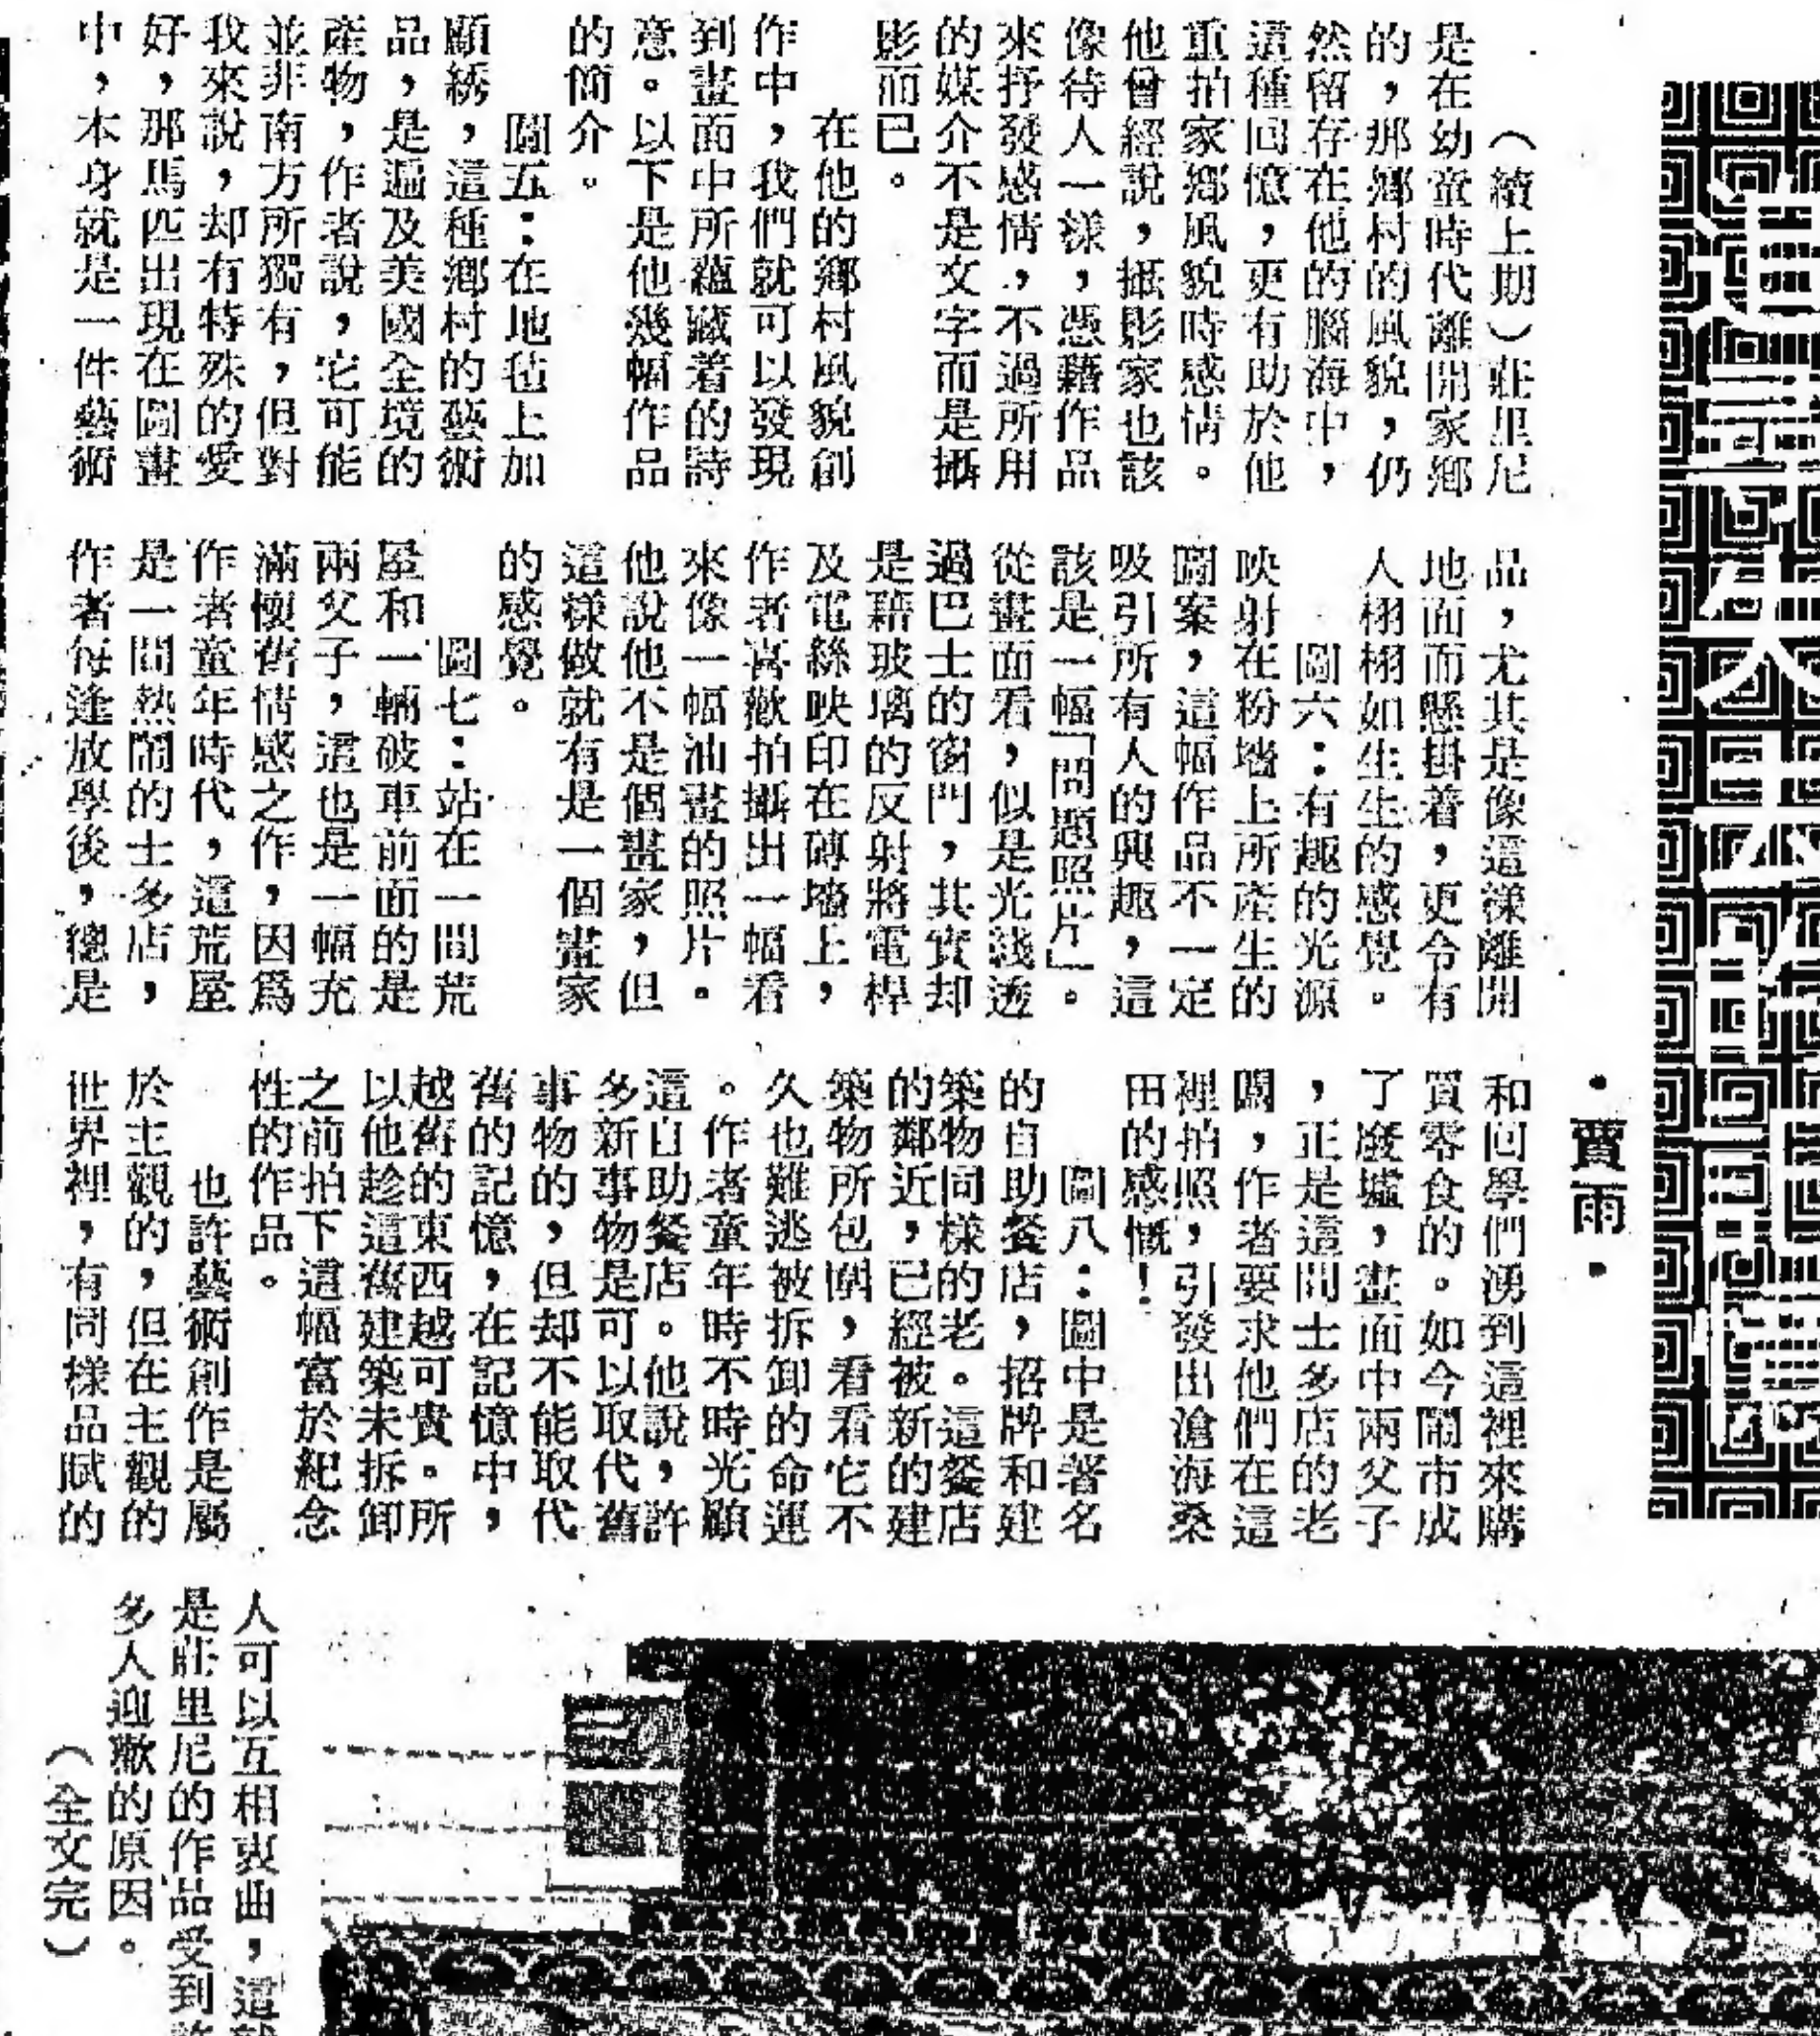 ・賈雨・
（續上期）莊里尼
是在幼童時代離開家鄉
的，那鄉村的風貌，仍
然留存在他的腦海中，
這種回憶，更有助於他
重拍家鄉風貌時感情。
他曾經說，攝影家也該
像待人一樣，憑藉作品
來抒發感情，不過所用
的媒介不是文字而是攝
影而已。
在他的鄉村風貌創
作中，我們就可以發現
到畫面中所蘊藏着的詩
意。以下是他幾幅作品
的簡介。
圖五：在地毡上加
顧綉，這種鄉村的藝術
品，是遍及美國全境的
產物，作者說，它可能
並非南方所獨有，但對
我來說，却有特殊的愛
好，那馬匹出現在圖畫
中，本身就是一件藝術
品，尤其是像這樣離開
地面而懸掛着，更令有
人栩栩如生生的感覺。
圖六：有趣的光源
映射在粉墻上所產生的
圖案，這幅作品不一定
吸引所有人的興趣，這
該是一幅「問題照片」。
從畫面看，似是光綫透
過巴士的窗門，其實却
是藉玻璃的反射將電桿
及電絲映印在磚墻上，
作者喜歡拍攝出一幅看
來像一幅油畫的照片。
他說他不是個畫家，但
這樣做就有是一個畫家
的感覺。
圖七：站在一間荒
屋和一輛破車前面的是
兩父子，這也是一幅充
滿懷舊情感之作，因爲
作者童年時代，這荒屋
是一間熱鬧的士多店，
作者每逢放學後，總是
和同學們湧到這裡來購
買零食的。如今鬧市成
了廢墟，畫面中兩父子
，正是這間士多店的老
闆，作者要求他們在這
裡拍照，引發出滄海桑
田的感慨！
圖八：圖中是著名
的自助餐店，招牌和建
築物同樣的老。這餐店
的鄰近，已經被新的建
築物所包圍，看看它不
久也難逃被拆卸的命運
。作者童年時不時光顧
這自助餐店。他說，許
多新事物是可以取代舊
事物的，但却不能取代
舊的記憶，在記憶中，
越舊的東西越可貴。所
以他趁這舊建築未拆卸
之前拍下這幅富於紀念
性的作品。
也許藝術創作是屬
於主觀的，但在主觀的
世界裡，有同樣品賦的
人可以互相衷曲，這就
是莊里尼的作品受到許
多人迎歡的原因。
（全文完）